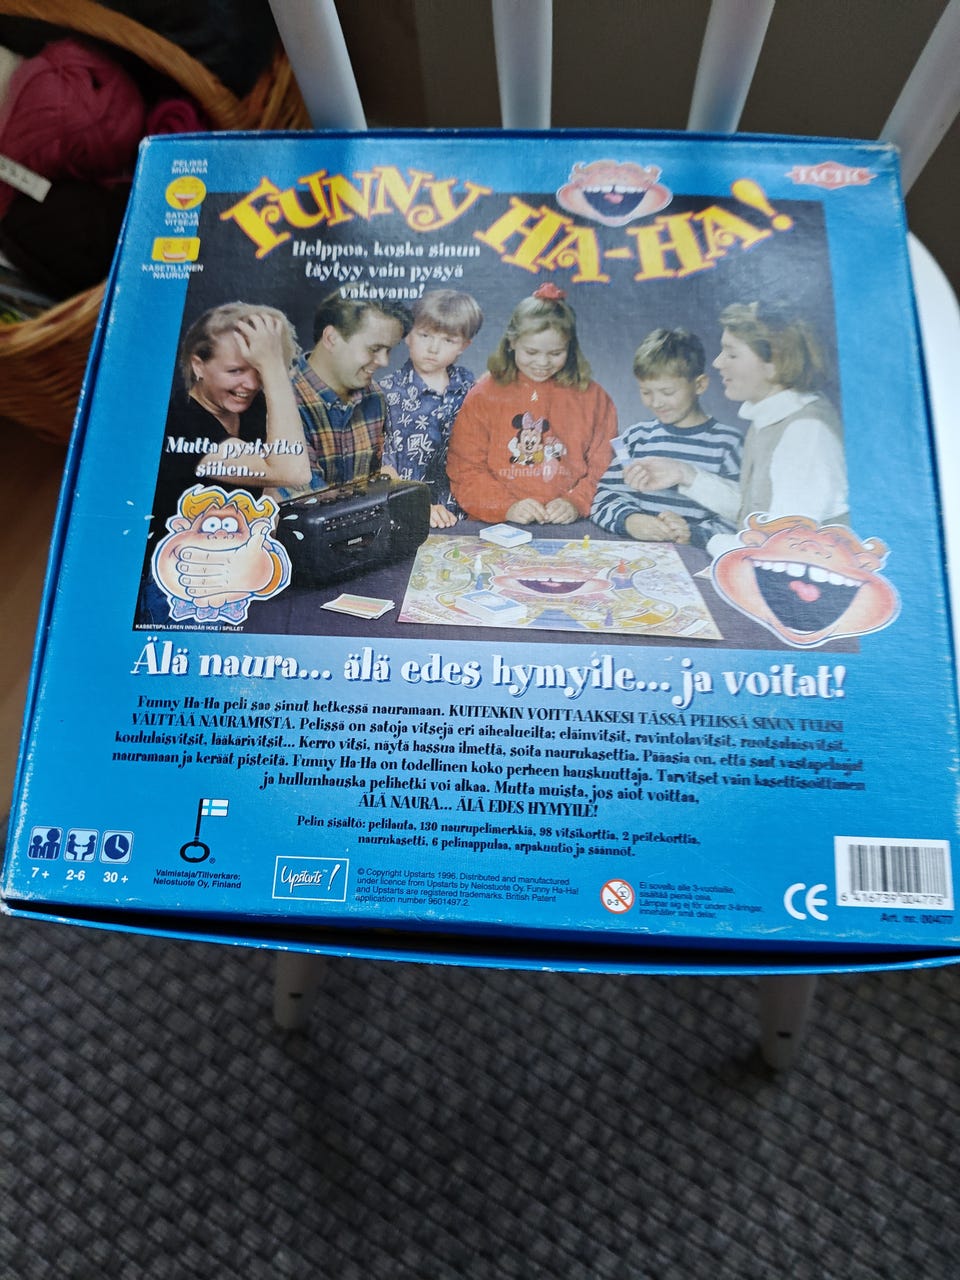 PELISSÄ
MUKANA
SATOJA
VITSEJÄ
JA
KASETILLINEN
NAURUA
FUNNY HA-HA!
TACTIC
Helppoa, koska sinun
täytyy vain pysyä
vakavana!
Mutta pystytkö
siihen...
PHILIPS
minnie
KASSETSPILLEREN INNGÅR IKKE I SPILLET
Älä naura... älä edes hymyile... ja voitat!
Funny Ha-Ha peli saa sinut hetkessä nauramaan. KUITENKIN VOITTAAKSESI TÄSSÄ PELISSÄ SINUN TULISI
VÄLTTÄÄ NAURAMISTA. Pelissä on satoja vitsejä eri aihealueilta; eläinvitsit, ravintolavitsit, ruotsalaisvitsit,
koululaisvitsit, lääkärivitsit... Kerro vitsi, näytä hassua ilmettä, soita naurukasettia. Pääasia on, että saat vastapelaajat
nauramaan ja keräät pisteitä. Funny Ha-Ha on todellinen koko perheen hauskuuttaja. Tarvitset vain kasettisoittimen
ja hullunhauska pelihetki voi alkaa. Mutta muista, jos aiot voittaa,
ÄLÄ NAURA... ÄLÄ EDES HYMYILE!
Pelin sisältö: pelilauta, 130 naurupelimerkkiä, 98 vitsikorttia, 2 peitekorttia,
naurukasetti, 6 pelinappulaa, arpakuutio ja säännöt.
7 + 2-6 30 +
Valmistaja/Tillverkare:
Nelostuote Oy, Finland
Upstarts!
© Copyright Upstarts 1996. Distributed and manufactured
under licence from Upstarts by Nelostuote Oy. Funny Ha-Ha!
and Upstarts are registered trademarks. British Patent
application number 9601497.2.
0-3
Ei sovellu alle 3-vuotiaille,
sisältää pieniä osia.
Lämpar sig ej för under 3-åringar,
innehåller små delar.
CE
6 416739 004778
Art. nr. 00477